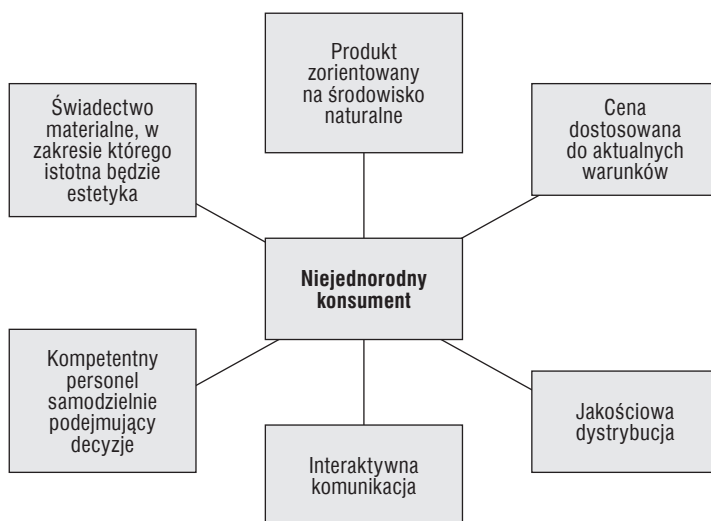 Produkt
zorientowany
na środowisko
naturalne
Świadectwo
materialne, w
zakresie którego
istotna będzie
estetyka
Cena
dostosowana
do aktualnych
warunków
Niejednorodny
konsument
Kompetentny
personel
samodzielnie
podejmujący
decyzje
Jakościowa
dystrybucja
Interaktywna
komunikacja